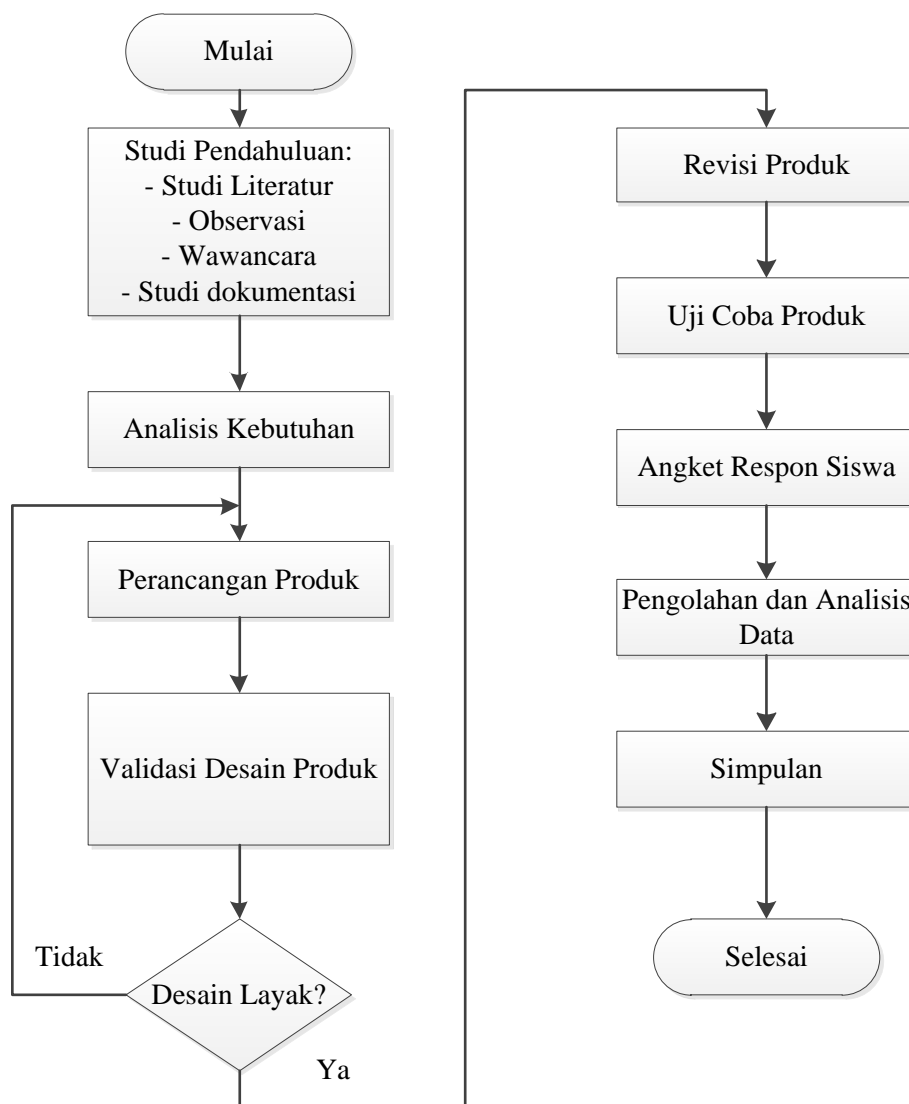 Mulai
Studi Pendahuluan:
- Studi Literatur
- Observasi
- Wawancara
- Studi dokumentasi
Analisis Kebutuhan
Perancangan Produk
Validasi Desain Produk
Tidak
Desain Layak?
Ya
Revisi Produk
Uji Coba Produk
Angket Respon Siswa
Pengolahan dan Analisis
Data
Simpulan
Selesai